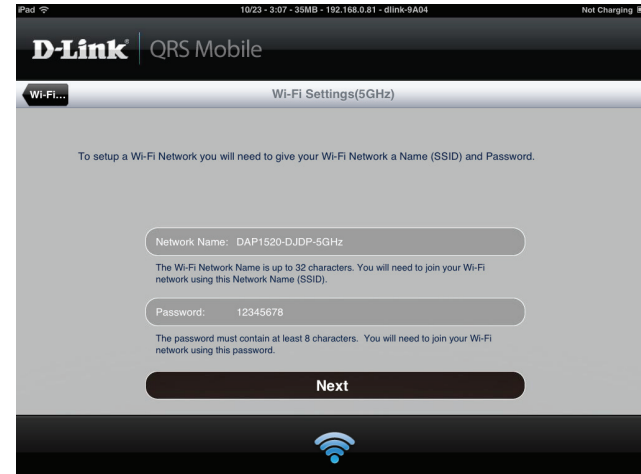 iPad 10/23 - 3:07 - 35MB - 192.168.0.81 - dlink-9A04 Not Charging
D-Link QRS Mobile
Wi-Fi... Wi-Fi Settings(5GHz)
To setup a Wi-Fi Network you will need to give your Wi-Fi Network a Name (SSID) and Password.
Network Name: DAP1520-DJDP-5GHz
The Wi-Fi Network Name is up to 32 characters. You will need to join your Wi-Fi
network using this Network Name (SSID).
Password: 12345678
The password must contain at least 8 characters. You will need to join your Wi-Fi
network using this password.
Next